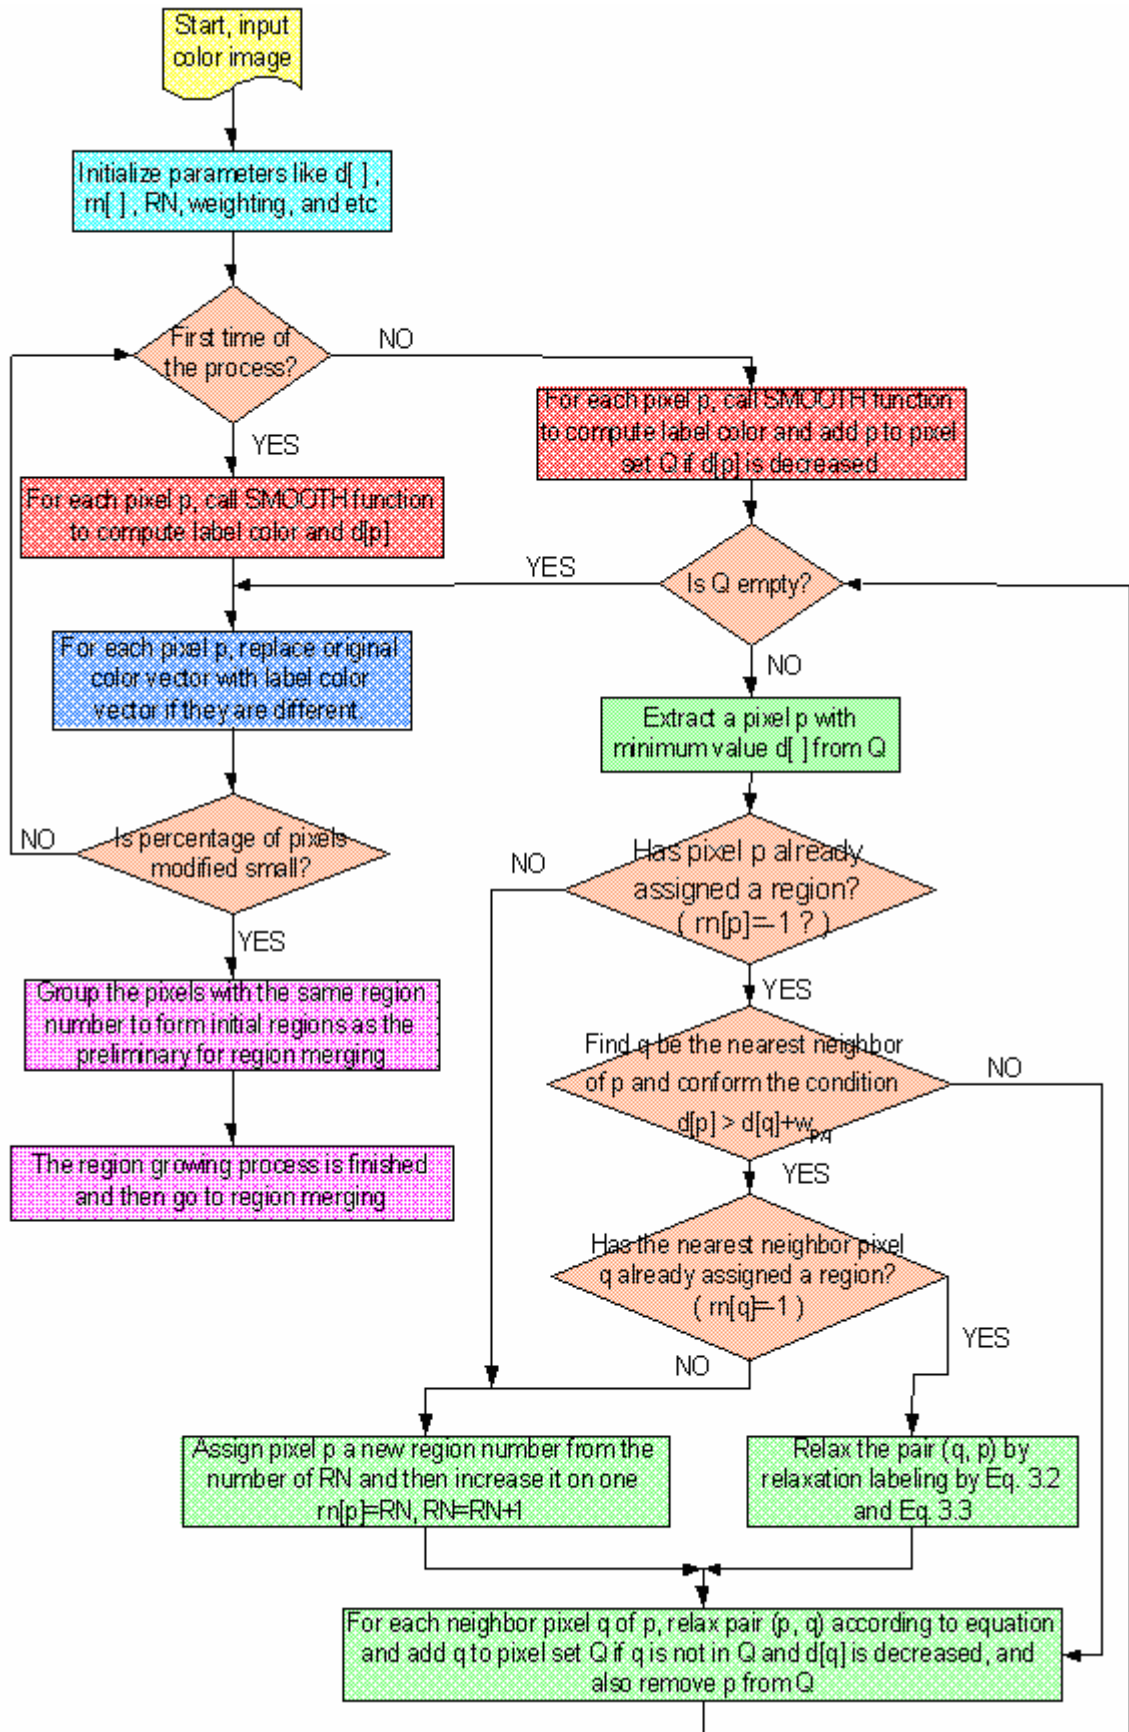 Start, input
color image
Initialize parameters like d[ ] ,
rn[ ] , RN, weighting, and etc
First time of
the process?
NO
YES
For each pixel p, call SMOOTH function
to compute label color and add p to pixel
set Q if d[p] is decreased
For each pixel p, call SMOOTH function
to compute label color and d[p]
YES
Is Q empty?
NO
For each pixel p, replace original
color vector with label color
vector if they are different
Extract a pixel p with
minimum value d[ ] from Q
NO
Is percentage of pixels
modified small?
YES
NO
Has pixel p already
assigned a region?
( rn[p]=-1 ? )
YES
Group the pixels with the same region
number to form initial regions as the
preliminary for region merging
Find q be the nearest neighbor
of p and conform the condition
d[p] > d[q]+w
NO
YES
The region growing process is finished
and then go to region merging
Has the nearest neighbor pixel
q already assigned a region?
( rn[q]=-1 )
YES
NO
Assign pixel p a new region number from the
number of RN and then increase it on one
rn[p]=RN, RN=RN+1
Relax the pair (q, p) by
relaxation labeling by Eq. 3.2
and Eq. 3.3
For each neighbor pixel q of p, relax pair (p, q) according to equation
and add q to pixel set Q if q is not in Q and d[q] is decreased, and
also remove p from Q